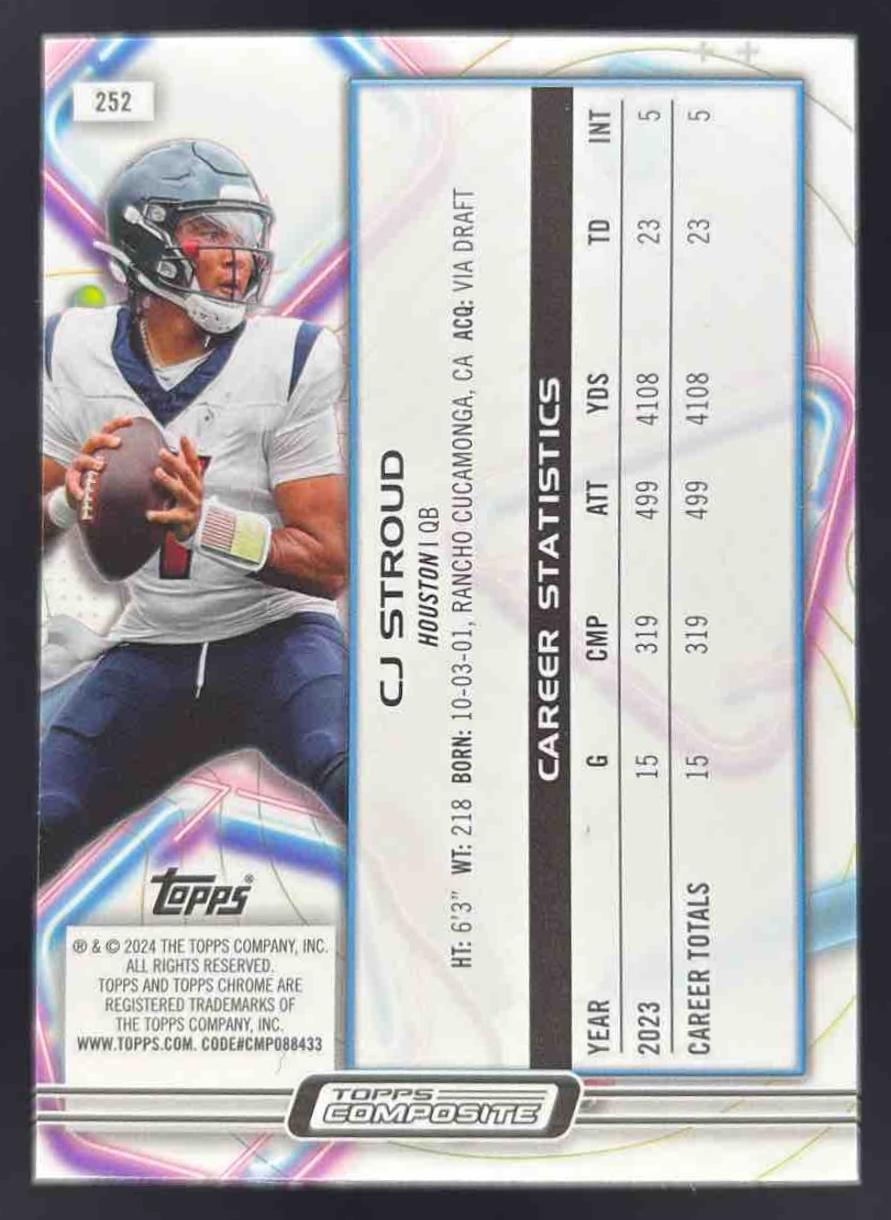 252
CJ STROUD
HOUSTON | QB
HT: 6'3" WT: 218 BORN: 10-03-01, RANCHO CUCAMONGA, CA ACQ: VIA DRAFT
CAREER STATISTICS
YEAR G CMP ATT YDS TD INT
2023 15 319 499 4108 23 5
CAREER TOTALS 15 319 499 4108 23 5
TOPPS®
® & © 2024 THE TOPPS COMPANY, INC.
ALL RIGHTS RESERVED.
TOPPS AND TOPPS CHROME ARE
REGISTERED TRADEMARKS OF
THE TOPPS COMPANY, INC.
WWW.TOPPS.COM. CODE#CMP088433
TOPPS
COMPOSITE